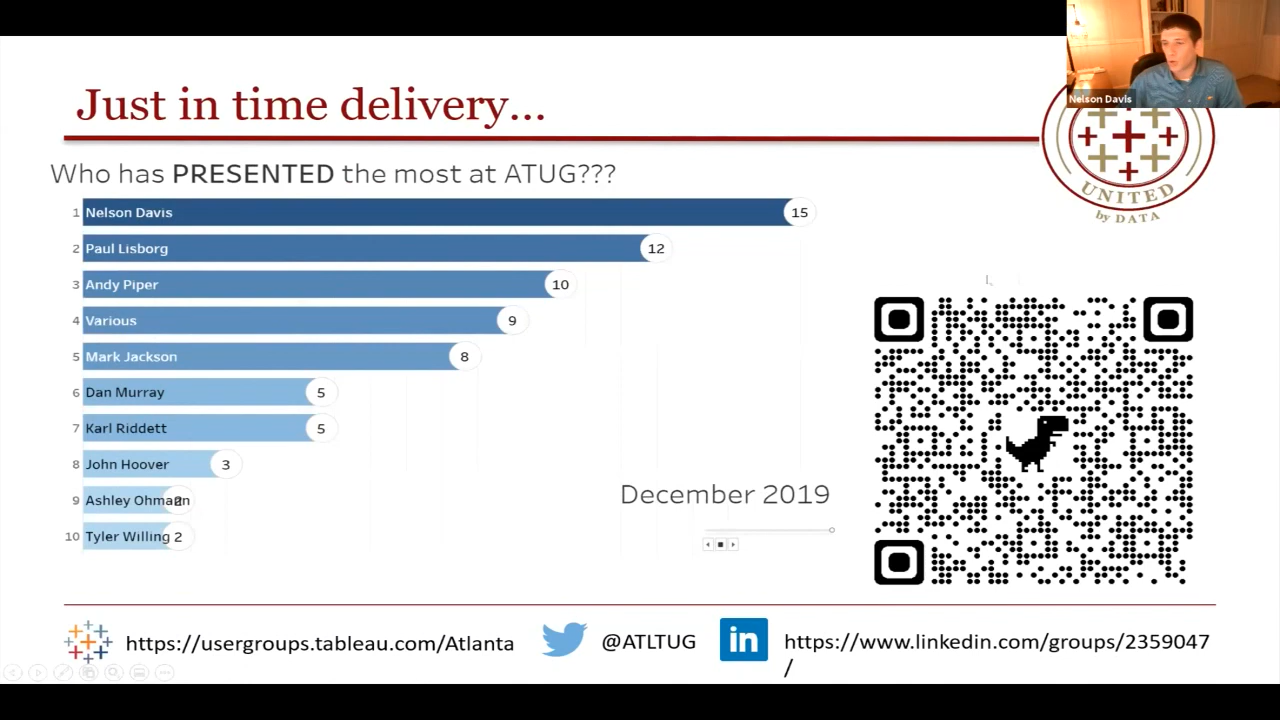 Nelson Davis
Just in time delivery...
UNITED
by DATA
Who has PRESENTED the most at ATUG???
1 Nelson Davis 15
2 Paul Lisborg 12
3 Andy Piper 10
4 Various 9
5 Mark Jackson 8
6 Dan Murray 5
7 Karl Riddett 5
8 John Hoover 3
9 Ashley Ohmann 2
10 Tyler Willing 2
December 2019
https://usergroups.tableau.com/Atlanta
@ATLTUG
in
https://www.linkedin.com/groups/2359047
/